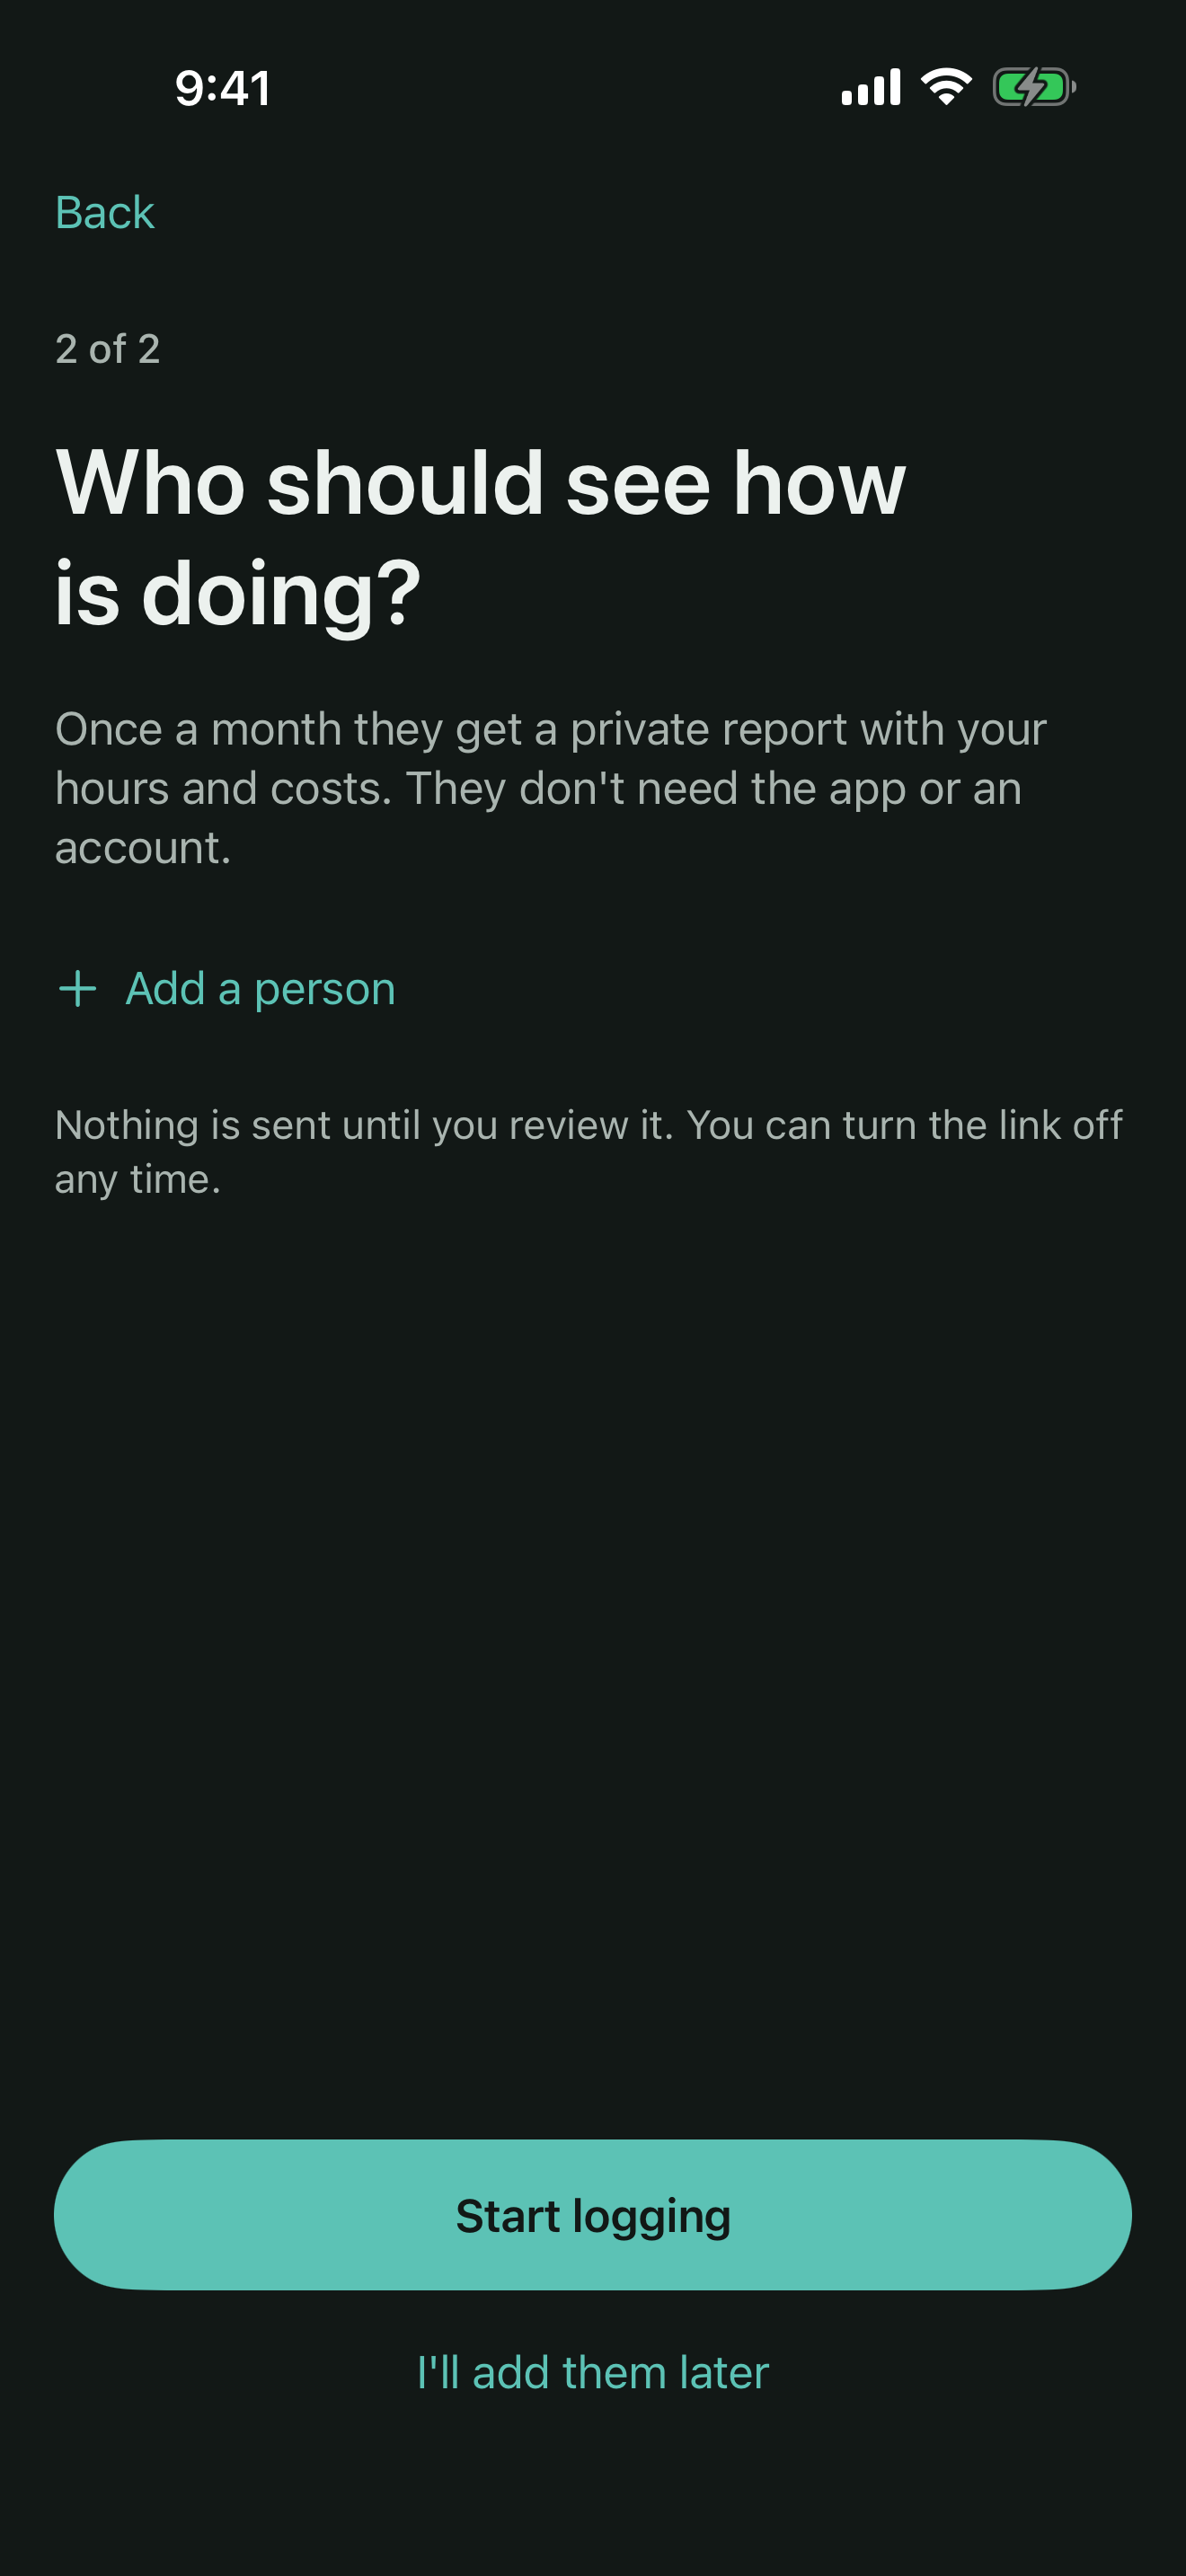 9:41
Back
2 of 2
Who should see how
is doing?
Once a month they get a private report with your
hours and costs. They don't need the app or an
account.
+ Add a person
Nothing is sent until you review it. You can turn the link off
any time.
Start logging
I'll add them later